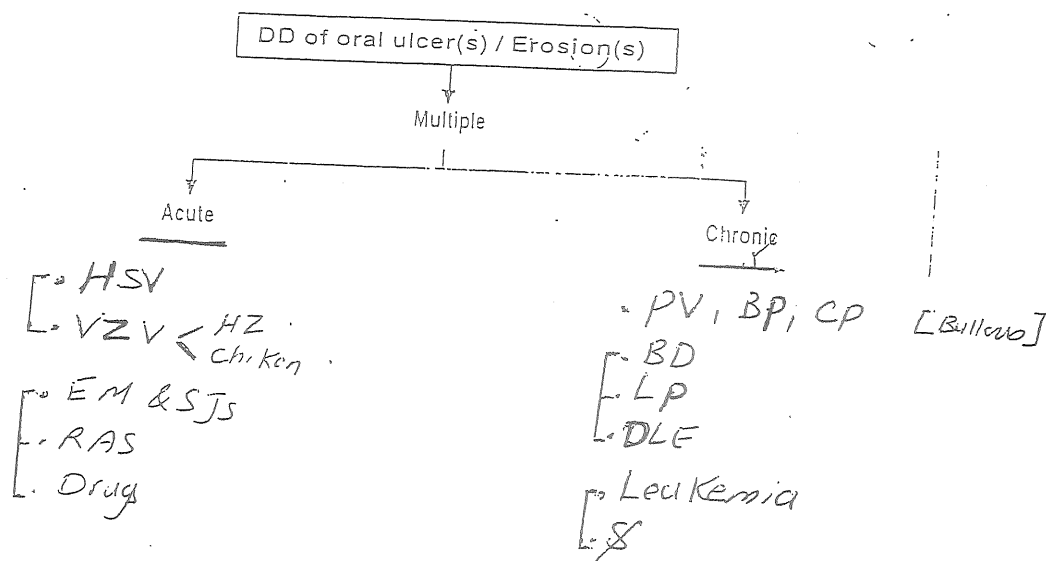 DD of oral ulcer(s) / Erosion(s)
Multiple
Acute
HSV
VZV < HZ
Chiken
EM & SJS
RAS
Drug
Chronic
PV, BP, CP [Bullous]
BD
LP
DLE
Leukemia